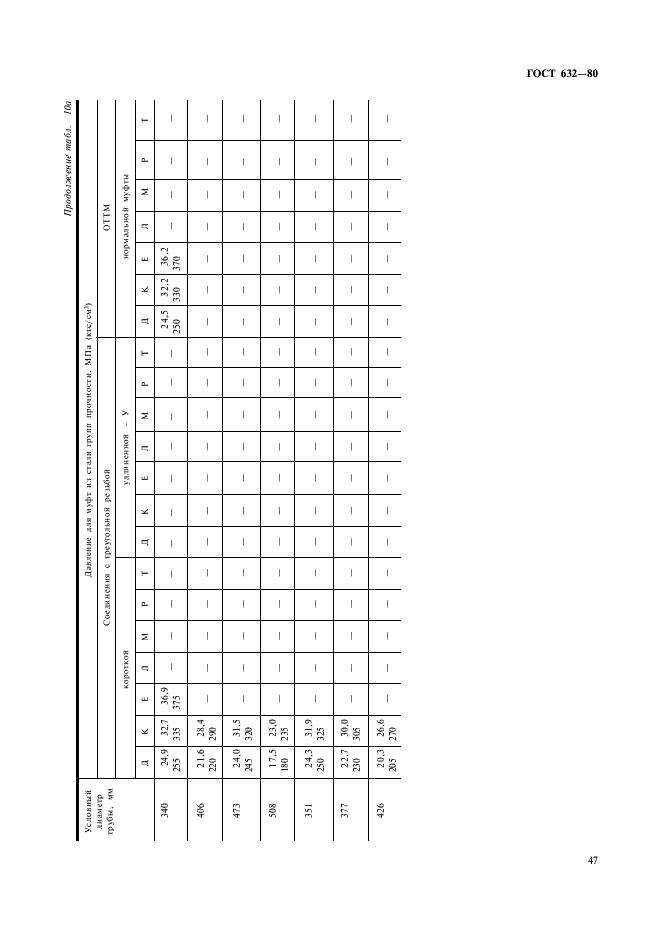 ГОСТ 632—80
Продолжение табл. 10а
Условный диаметр трубы, мм
Давление для муфт из стали групп прочности, МПа (кгс/см²)
Соединения с треугольной резьбой
ОТТМ
короткой
удлиненной – У
нормальной муфты
Д К Е Л М Р Т Д К Е Л М Р Т Д К Е Л М Р Т
340 24,9 32,7 36,9 — — — — — — — — — — — 24,5 32,2 36,2 — — — —
255 335 375 250 330 370
406 21,6 28,4 — — — — — — — — — — — — — — — — — — —
220 290
473 24,0 31,5 — — — — — — — — — — — — — — — — — — —
245 320
508 17,5 23,0 — — — — — — — — — — — — — — — — — — —
180 235
351 24,3 31,9 — — — — — — — — — — — — — — — — — — —
250 325
377 22,7 30,0 — — — — — — — — — — — — — — — — — — —
230 305
426 20,3 26,6 — — — — — — — — — — — — — — — — — — —
205 270
47